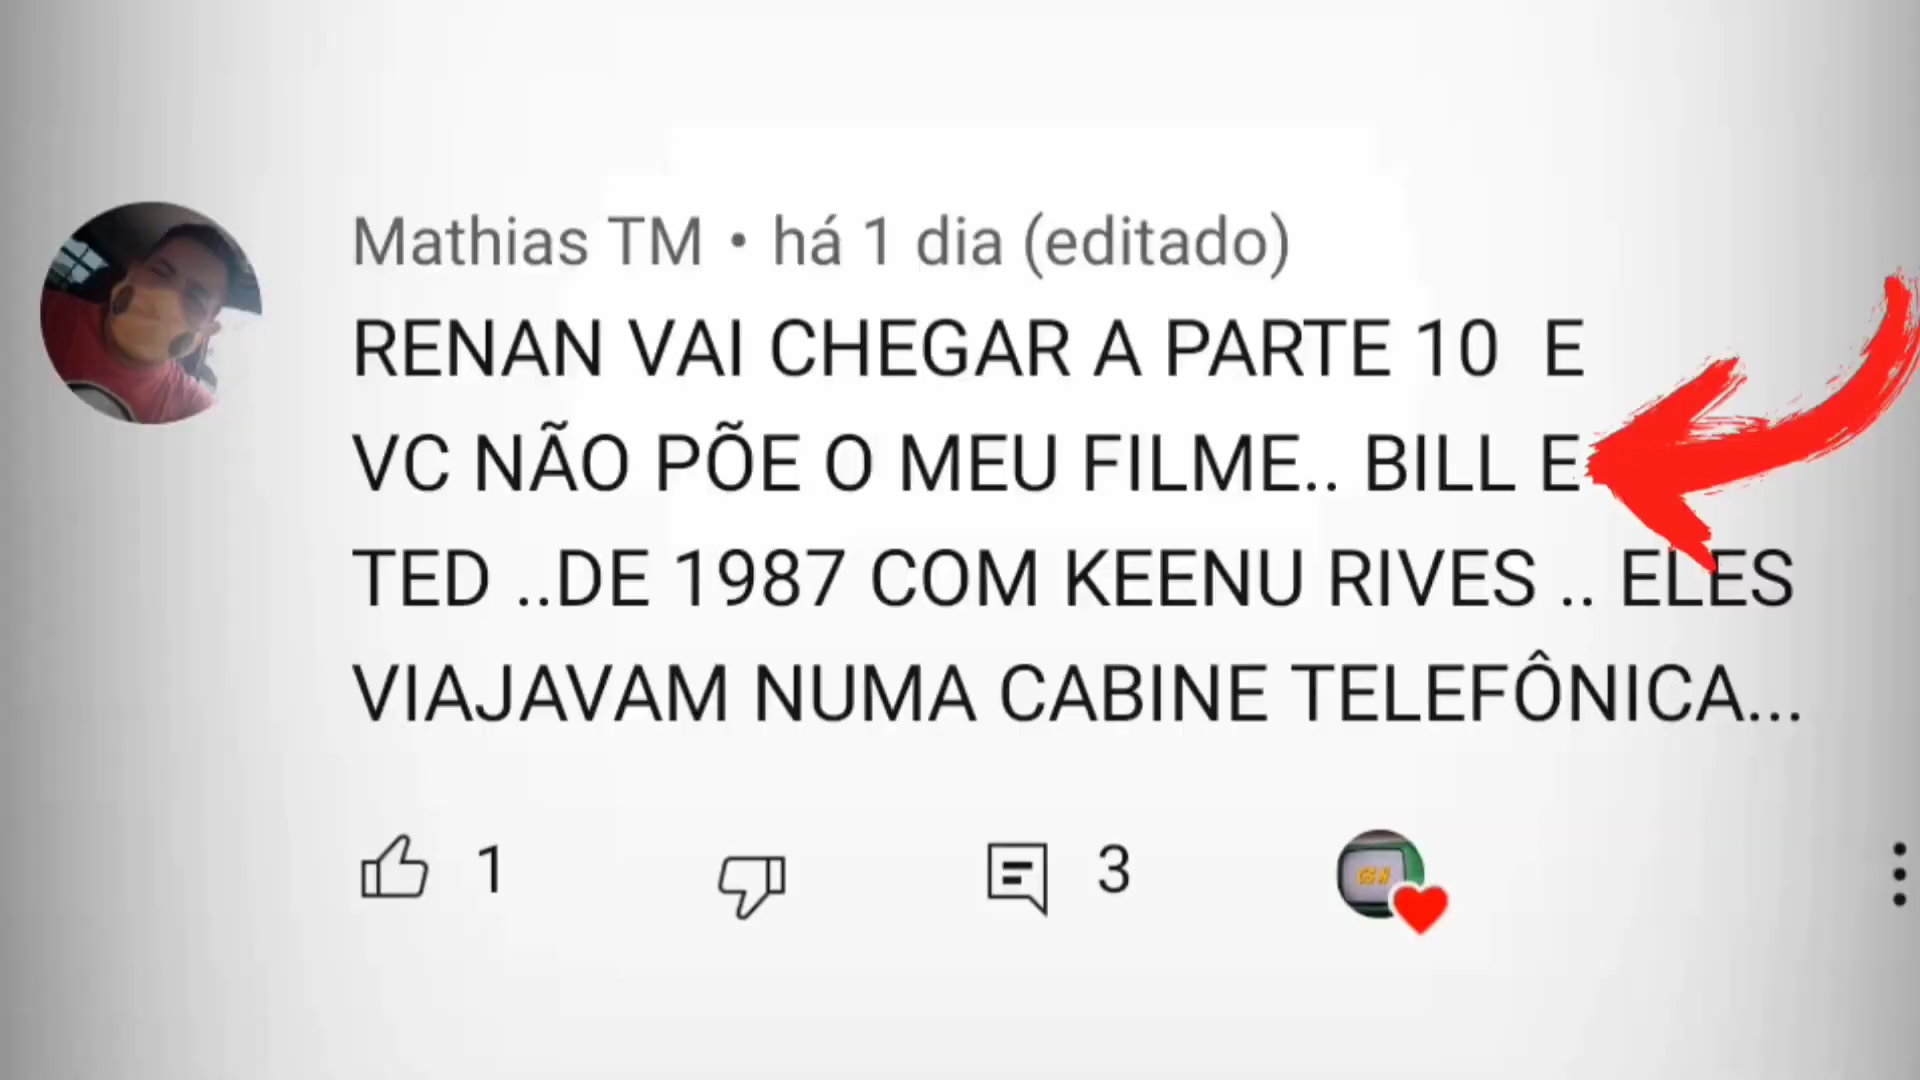 Mathias TM • há 1 dia (editado)
RENAN VAI CHEGAR A PARTE 10 E
VC NÃO PÕE O MEU FILME.. BILL E
TED ..DE 1987 COM KEENU RIVES .. ELES
VIAJAVAM NUMA CABINE TELEFÔNICA...
1
3